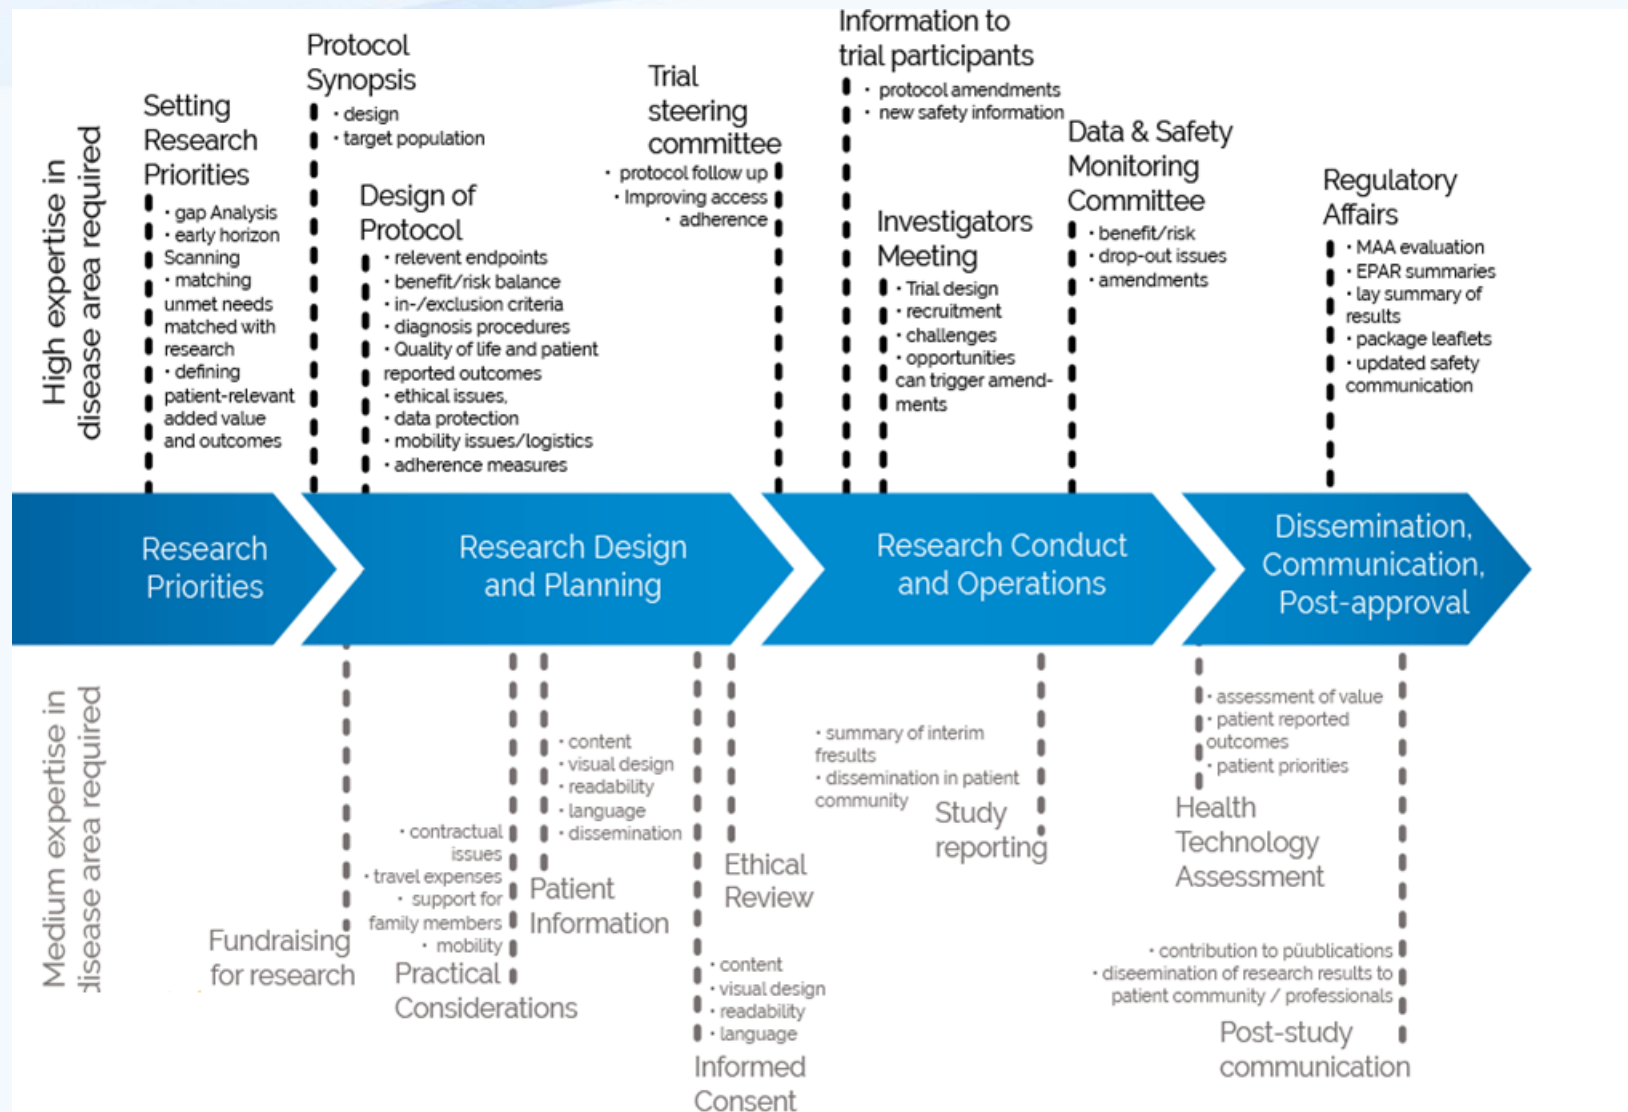 High expertise in
disease area required
Setting
Research
Priorities
• gap Analysis
• early horizon
Scanning
• matching
unmet needs
matched with
research
• defining
patient-relevant
added value
and outcomes
Protocol
Synopsis
• design
• target population
Design of
Protocol
• relevent endpoints
• benefit/risk balance
• in-/exclusion criteria
• diagnosis procedures
• Quality of life and patient
reported outcomes
• ethical issues,
• data protection
• mobility issues/logistics
• adherence measures
Trial
steering
committee
• protocol follow up
• Improving access
• adherence
Information to
trial participants
• protocol amendments
• new safety information
Investigators
Meeting
• Trial design
• recruitment
• challenges
• opportunities
can trigger amend-
ments
Data & Safety
Monitoring
Committee
• benefit/risk
• drop-out issues
• amendments
Regulatory
Affairs
• MAA evaluation
• EPAR summaries
• lay summary of
results
• package leaflets
• updated safety
communication
Research
Priorities
Research Design
and Planning
Research Conduct
and Operations
Dissemination,
Communication,
Post-approval
Medium expertise in
disease area required
Fundraising
for research
• contractual
issues
• travel expenses
• support for
family members
• mobility
Practical
Considerations
• content
• visual design
• readability
• language
• dissemination
Patient
Information
Ethical
Review
• content
• visual design
• readability
• language
Informed
Consent
• summary of interim
fresults
• dissemination in patient
community
Study
reporting
• assessment of value
• patient reported
outcomes
• patient priorities
Health
Technology
Assessment
• contribution to püublications
• diseemination of research results to
patient community / professionals
Post-study
communication